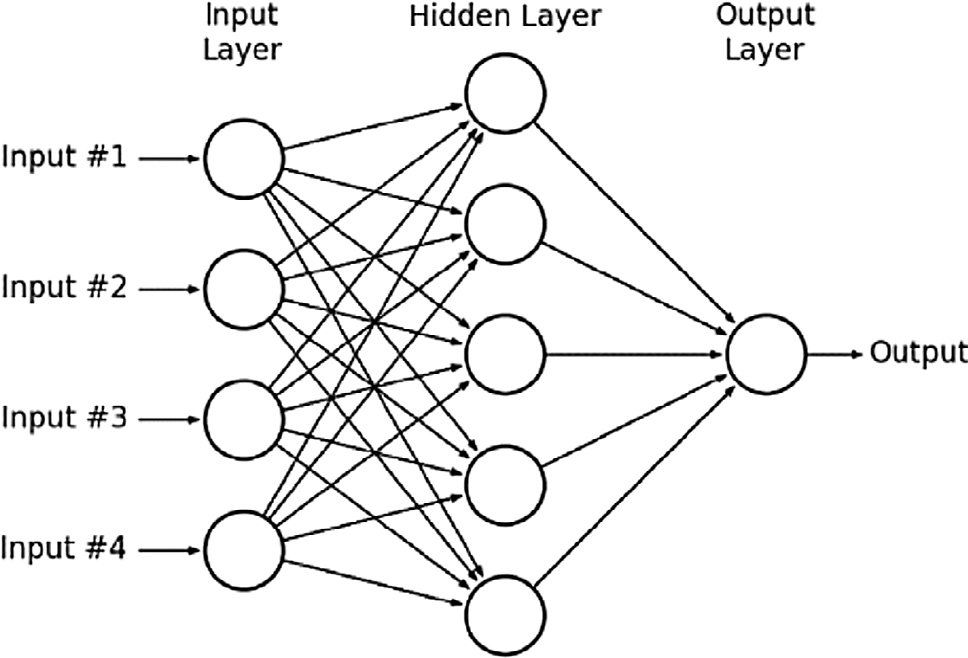 Input
Layer
Hidden Layer
Output
Layer
Input #1
Input #2
Input #3
Input #4
Output